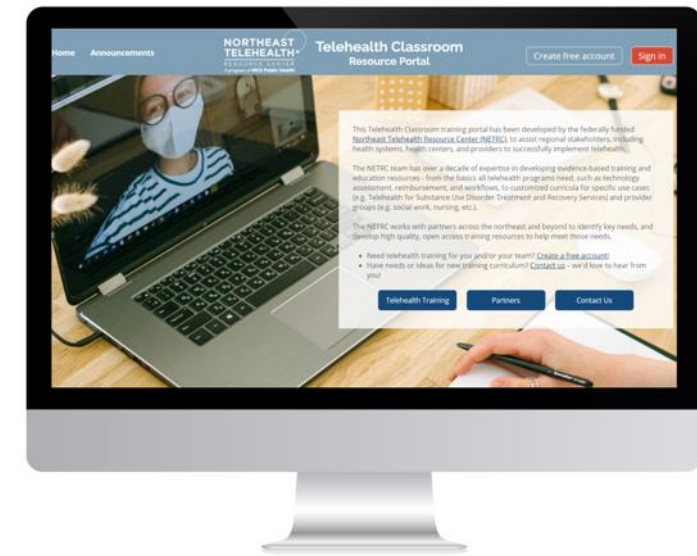 Home
Announcements
NORTHEAST
TELEHEALTH
RESOURCE CENTER
A program of MCD Public Health
Telehealth Classroom
Resource Portal
Create free account
Sign in
This Telehealth Classroom training portal has been developed by the federally funded
Northeast Telehealth Resource Center (NETRC), to assist regional stakeholders, including
health systems, health centers, and providers to successfully implement telehealth.
The NETRC team has over a decade of expertise in developing evidence-based training and
education resources - from the basics all telehealth programs need, such as technology
assessment, reimbursement, and workflows, to customized curricula for specific use cases
(e.g. Telehealth for Substance Use Disorder Treatment and Recovery Services) and provider
groups (e.g. social work, nursing, etc.).
The NETRC works with partners across the northeast and beyond to identify key needs, and
develop high quality, open access training resources to help meet those needs.
• Need telehealth training for you and/or your team? Create a free account!
• Have needs or ideas for new training curriculum? Contact us – we'd love to hear from
you!
Telehealth Training
Partners
Contact Us